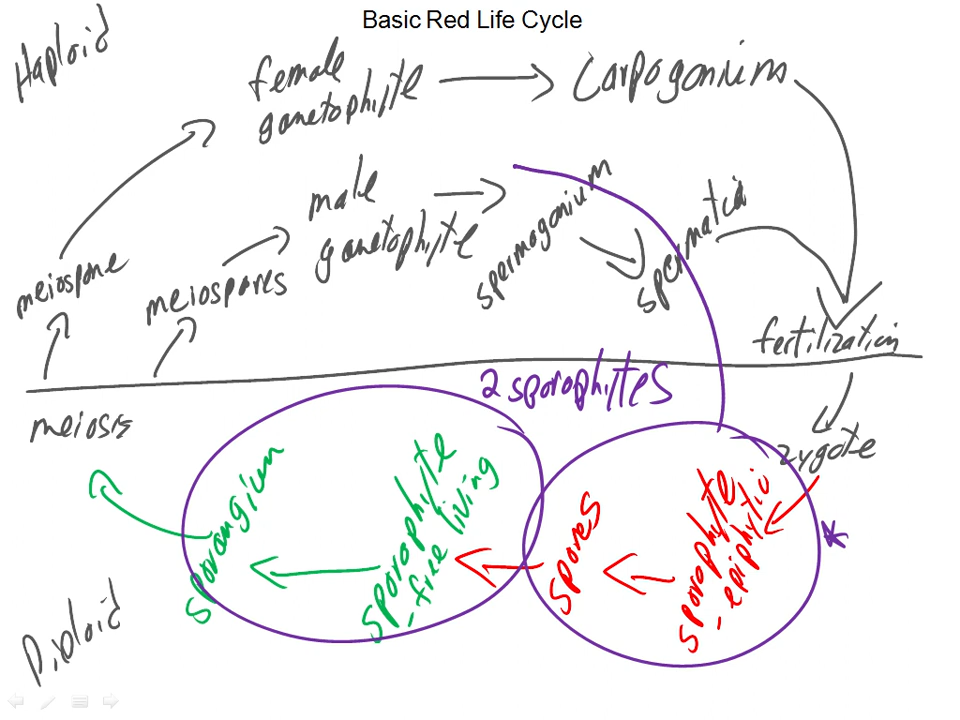 Basic Red Life Cycle
Haploid
female
gametophyte
Carpogonium
male
gametophyte
spermogonium
spermatia
meiospore
meiospores
fertilization
2 sporophytes
meiosis
zygote
sporangium
sporophyte
- free living
spores
sporophyte
- epiphytic
*
Diploid